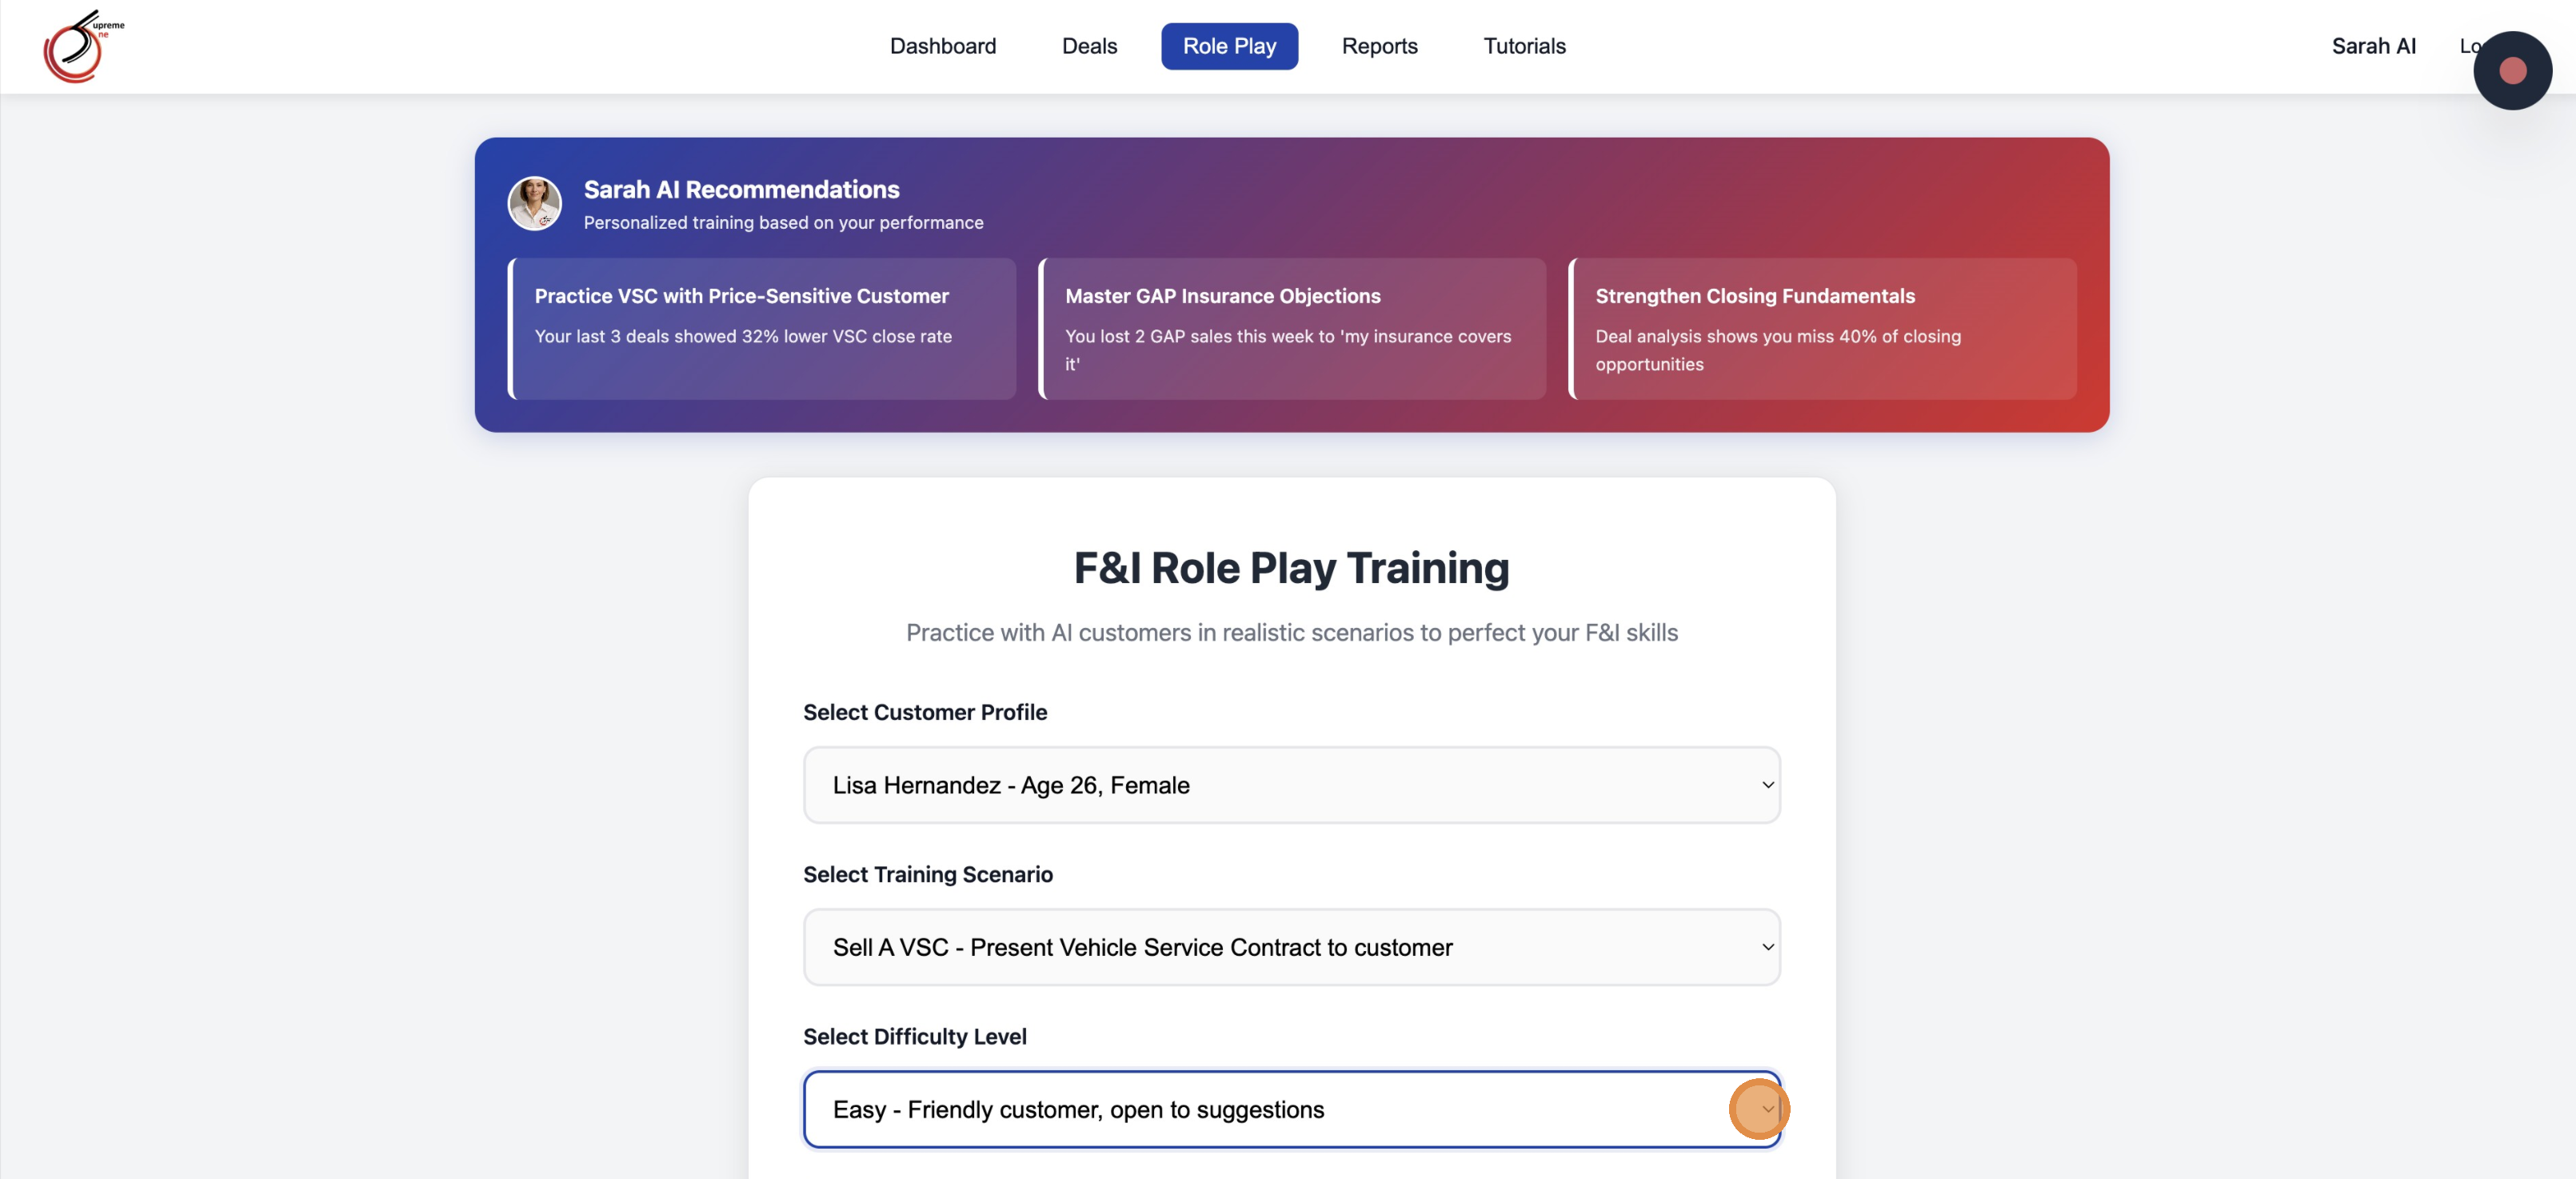 upreme
ne
Dashboard
Deals
Role Play
Reports
Tutorials
Sarah AI
Sarah AI Recommendations
Personalized training based on your performance
Practice VSC with Price-Sensitive Customer
Your last 3 deals showed 32% lower VSC close rate
Master GAP Insurance Objections
You lost 2 GAP sales this week to 'my insurance covers
it'
Strengthen Closing Fundamentals
Deal analysis shows you miss 40% of closing
opportunities
F&I Role Play Training
Practice with AI customers in realistic scenarios to perfect your F&I skills
Select Customer Profile
Lisa Hernandez - Age 26, Female
Select Training Scenario
Sell A VSC - Present Vehicle Service Contract to customer
Select Difficulty Level
Easy - Friendly customer, open to suggestions